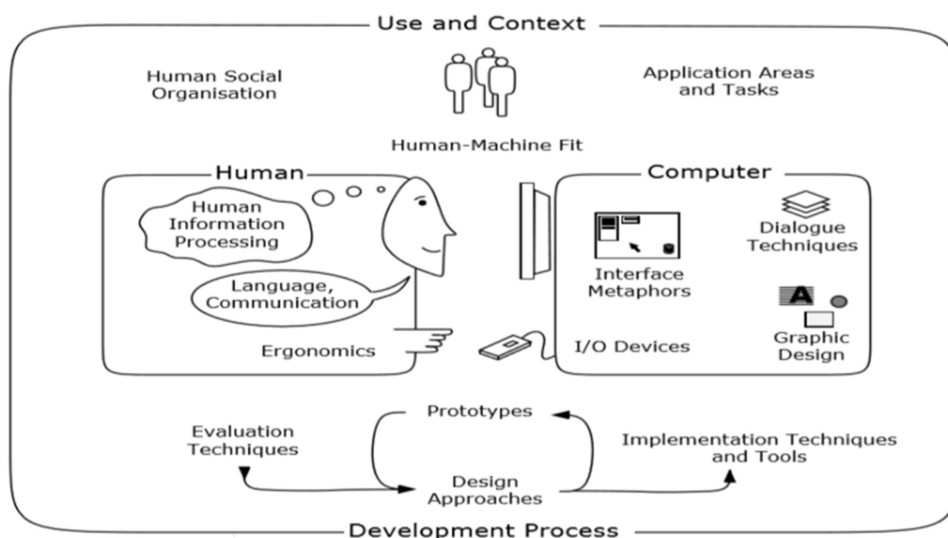 Use and Context
Human Social
Organisation
Application Areas
and Tasks
Human-Machine Fit
Human
Computer
Human
Information
Processing
Language,
Communication
Ergonomics
Interface
Metaphors
Dialogue
Techniques
I/O Devices
A
Graphic
Design
Prototypes
Evaluation
Techniques
Implementation Techniques
and Tools
Design
Approaches
Development Process